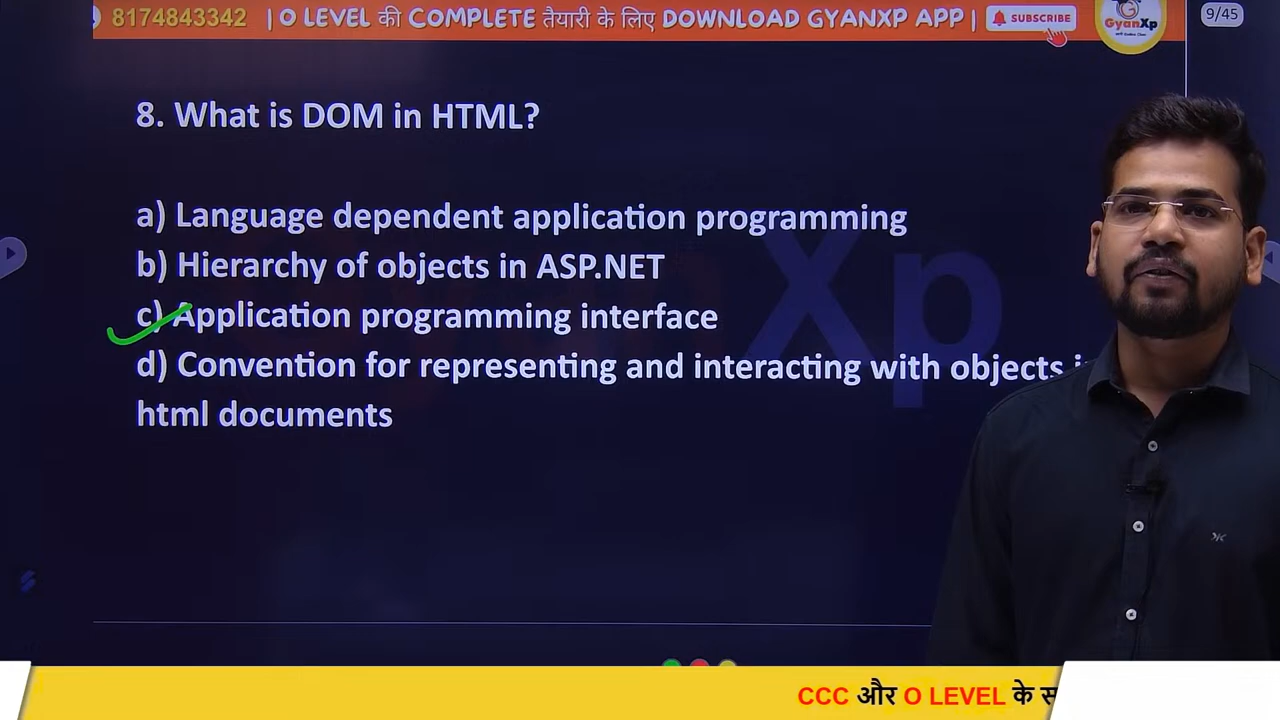 8174843342 | O LEVEL की COMPLETE तैयारी के लिए DOWNLOAD GYANXP APP | SUBSCRIBE
GyanXp
9/45
8. What is DOM in HTML?
a) Language dependent application programming
b) Hierarchy of objects in ASP.NET
c) Application programming interface
d) Convention for representing and interacting with objects
html documents
Xp
CCC और O LEVEL के